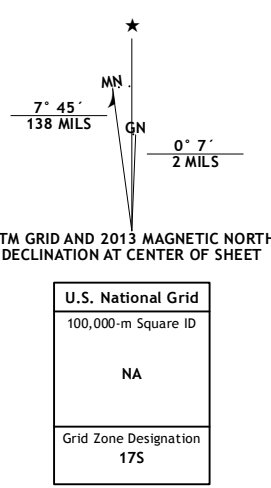 ★
MN
7° 45´
138 MILS
GN
0° 7´
2 MILS
TM GRID AND 2013 MAGNETIC NORTH
DECLINATION AT CENTER OF SHEET
U.S. National Grid
100,000-m Square ID
NA
Grid Zone Designation
17S